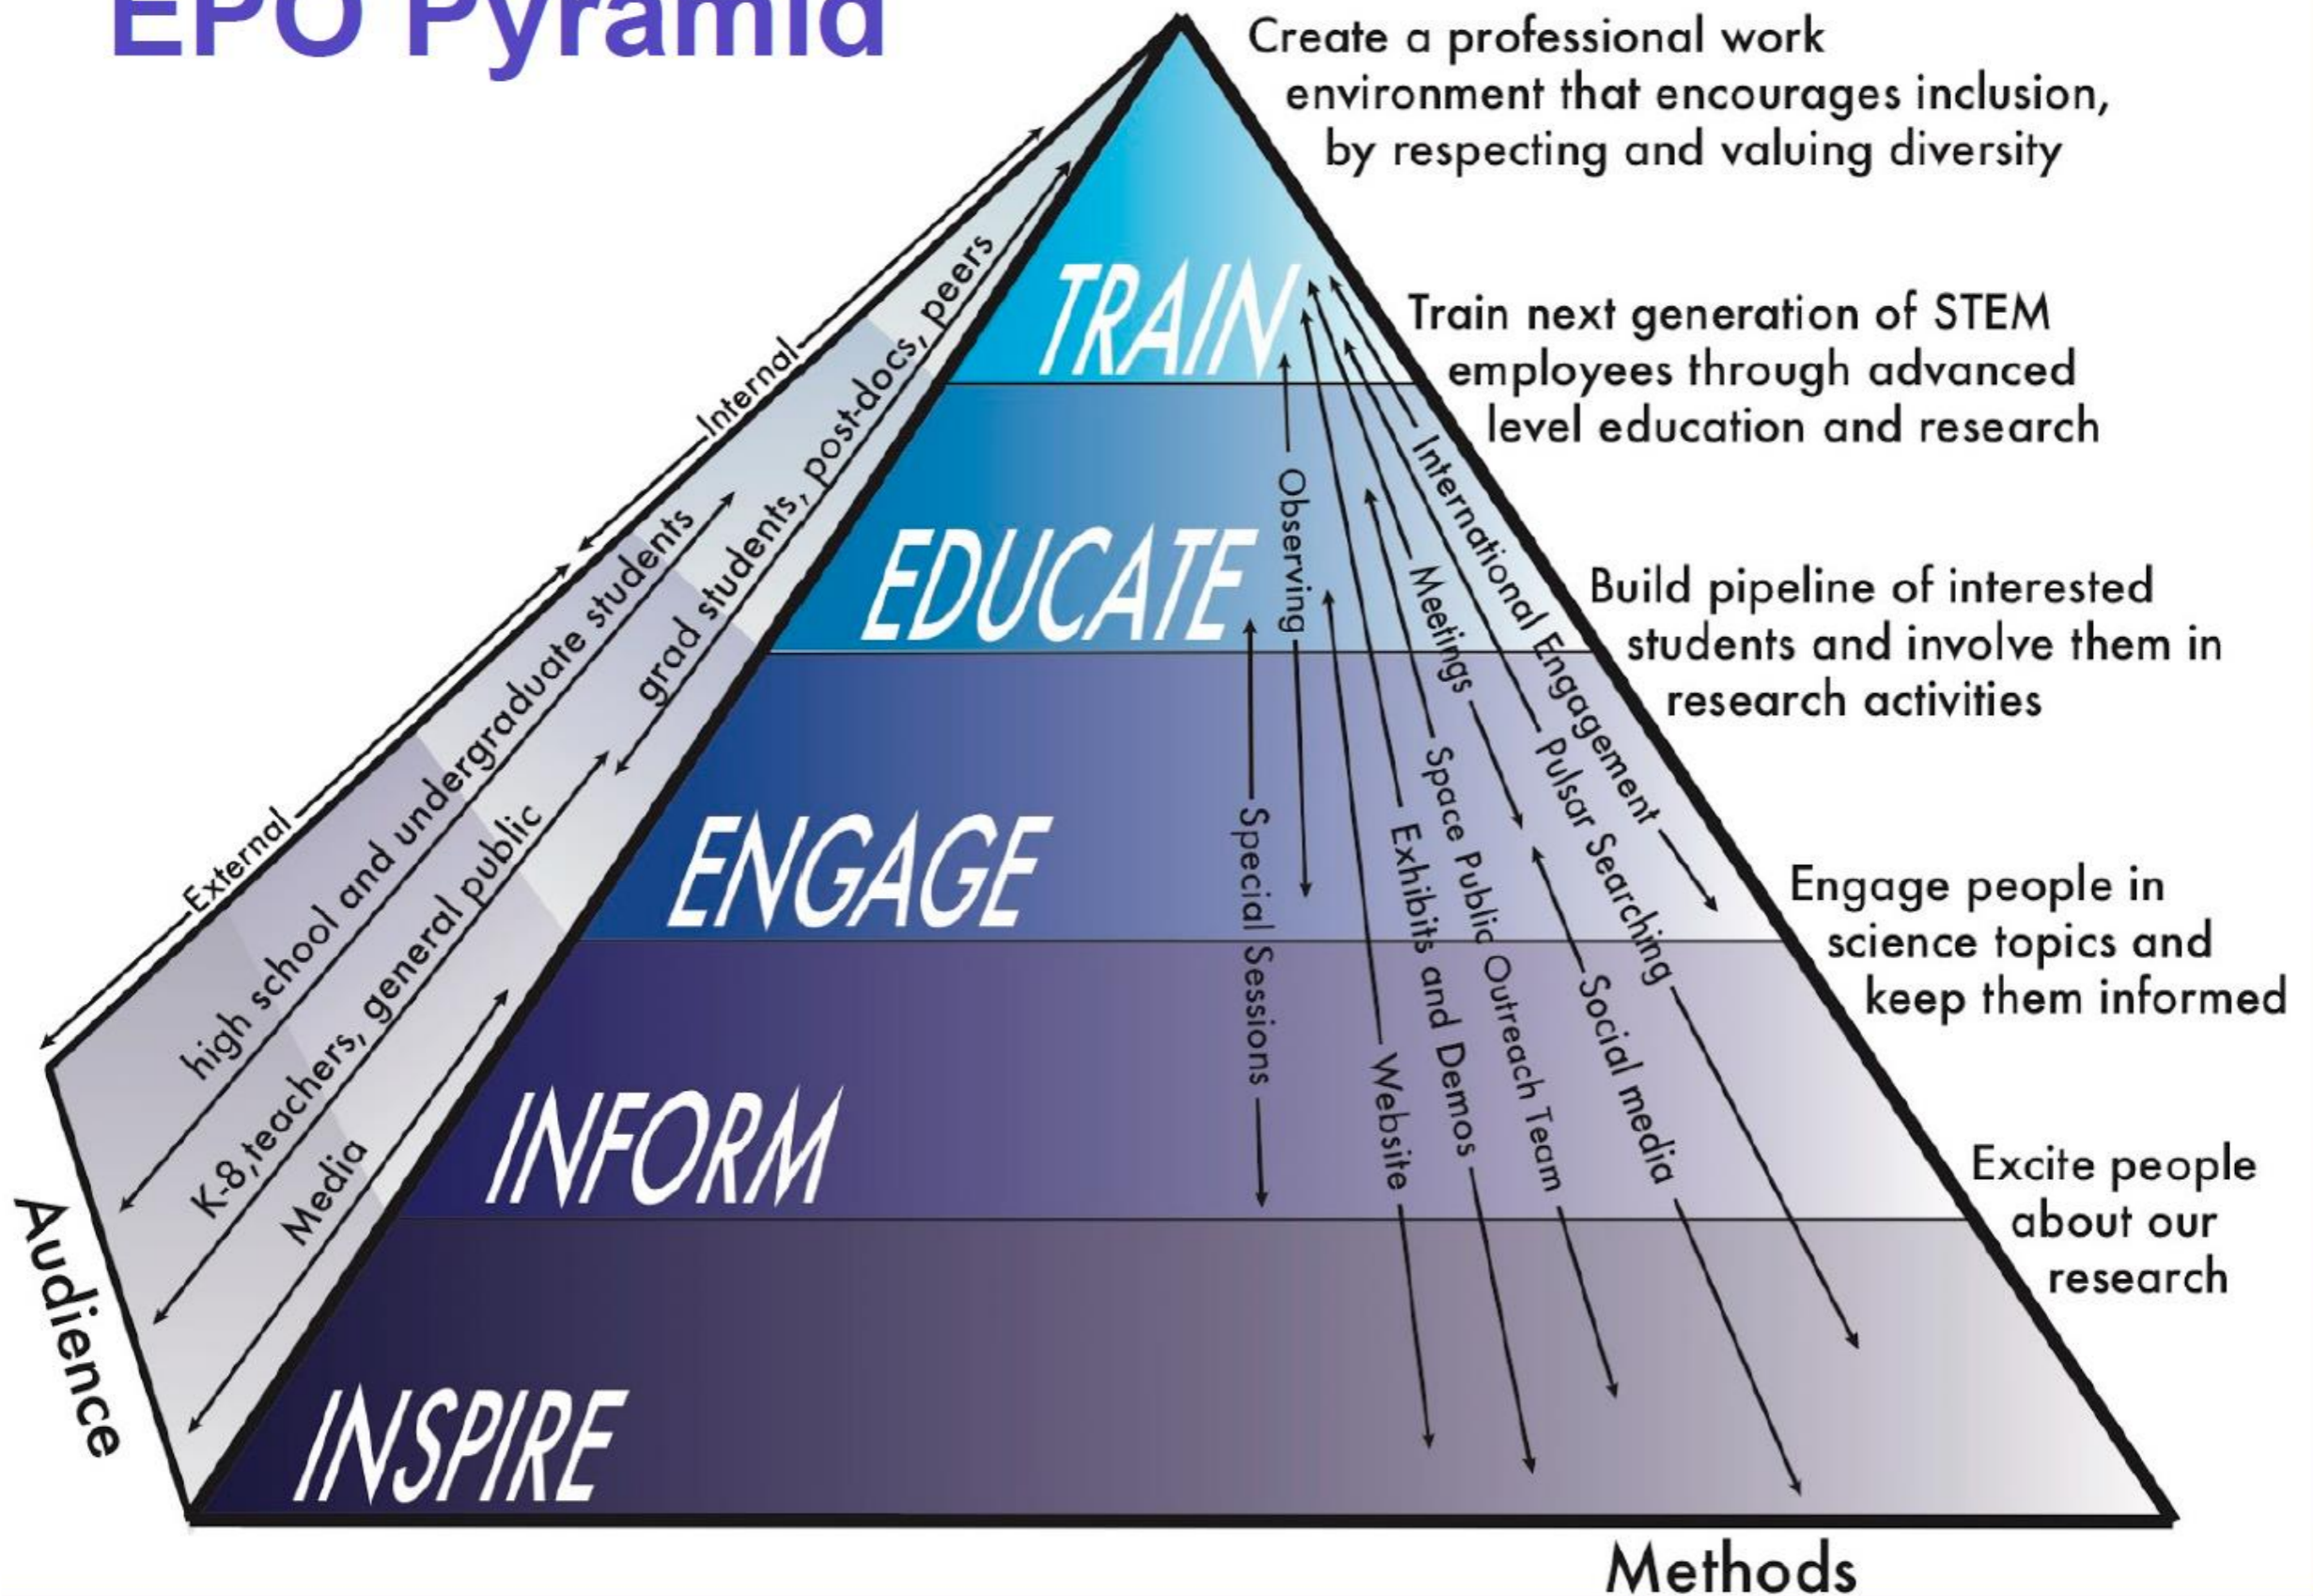 EPO Pyramid
Create a professional work
environment that encourages inclusion,
by respecting and valuing diversity
Train next generation of STEM
employees through advanced
level education and research
Build pipeline of interested
students and involve them in
research activities
Engage people in
science topics and
keep them informed
Excite people
about our
research
TRAIN
EDUCATE
ENGAGE
INFORM
INSPIRE
Internal
External
grad students, post-docs, peers
high school and undergraduate students
K-8,teachers, general public
Media
Audience
Observing
Special Sessions
Website
Exhibits and Demos
Space Public Outreach Team
Meetings
Social media
Pulsar Searching
International Engagement
Methods